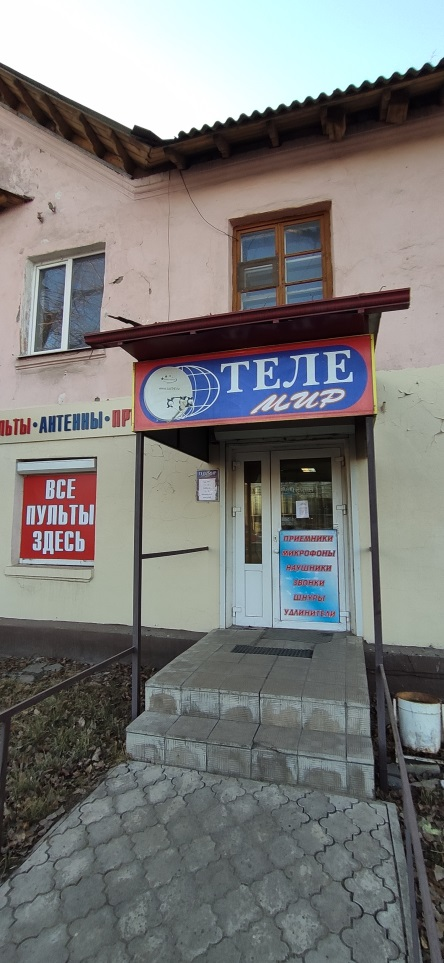 ТЕЛЕ
МИР
ПУЛЬТЫ·АНТЕННЫ·ПР
ВСЕ
ПУЛЬТЫ
ЗДЕСЬ
ПРИЕМНИКИ
МИКРОФОНЫ
НАУШНИКИ
ЗВОНКИ
ШНУРЫ
УДЛИНИТЕЛИ